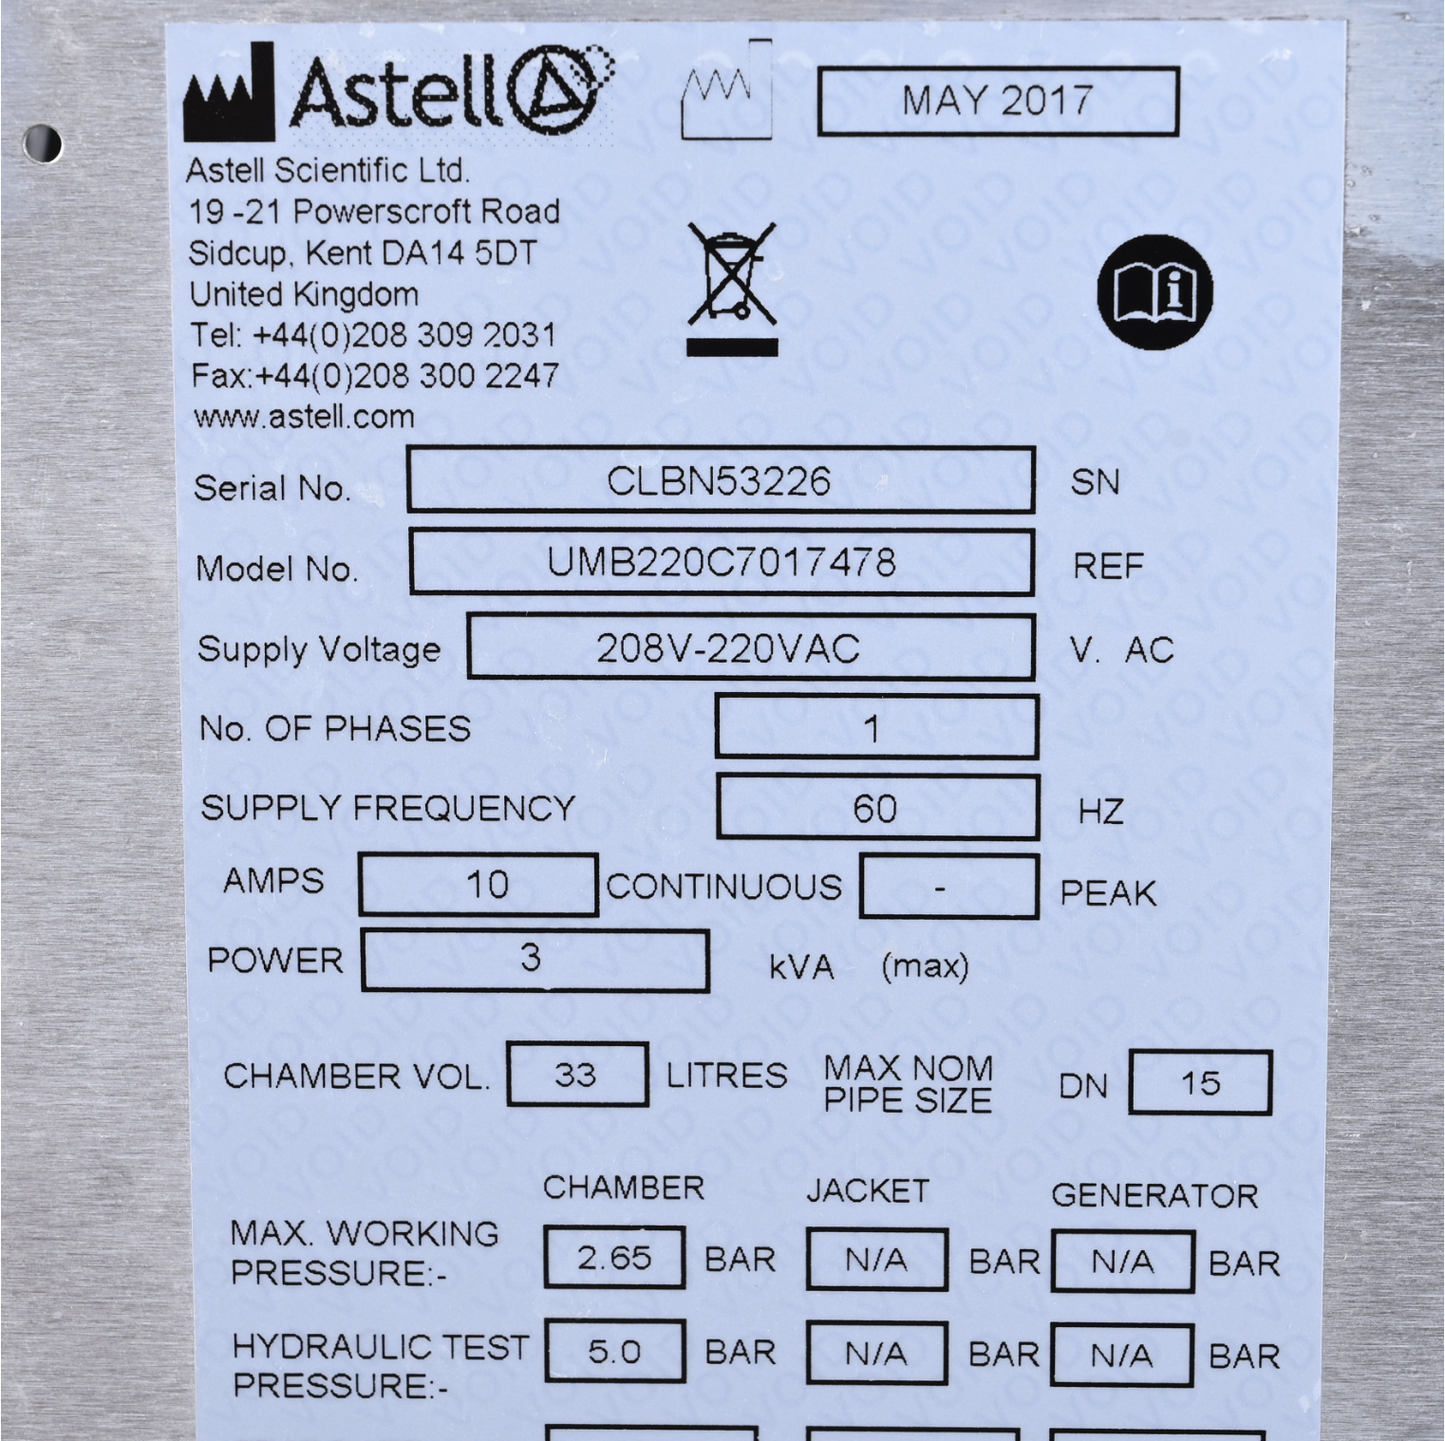 Astell
MAY 2017
Astell Scientific Ltd.
19 -21 Powerscroft Road
Sidcup, Kent DA14 5DT
United Kingdom
Tel: +44(0)208 309 2031
Fax:+44(0)208 300 2247
www.astell.com
Serial No. CLBN53226 SN
Model No. UMB220C7017478 REF
Supply Voltage 208V-220VAC V. AC
No. OF PHASES 1
SUPPLY FREQUENCY 60 HZ
AMPS 10 CONTINUOUS - PEAK
POWER 3 kVA (max)
CHAMBER VOL. 33 LITRES MAX NOM PIPE SIZE DN 15
CHAMBER JACKET GENERATOR
MAX. WORKING PRESSURE:- 2.65 BAR N/A BAR N/A BAR
HYDRAULIC TEST PRESSURE:- 5.0 BAR N/A BAR N/A BAR